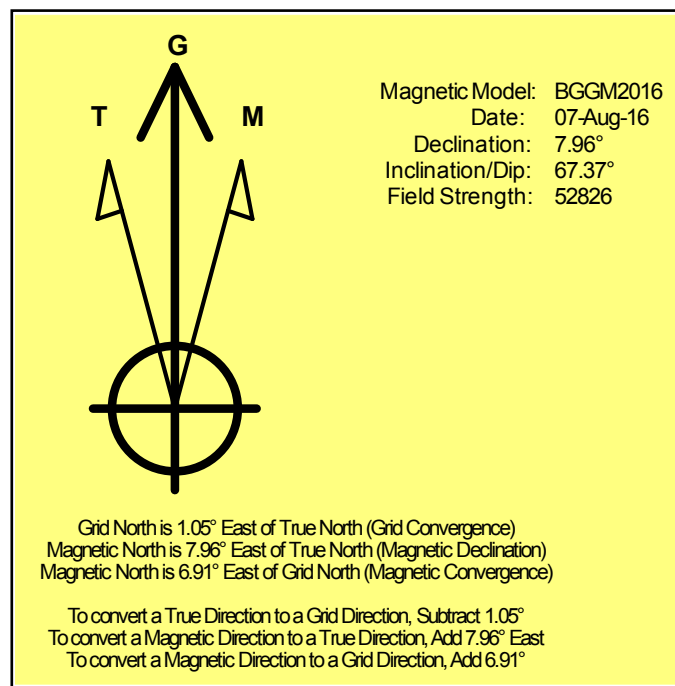 G
T
M
Magnetic Model: BGGM2016
Date: 07-Aug-16
Declination: 7.96°
Inclination/Dip: 67.37°
Field Strength: 52826
Grid North is 1.05° East of True North (Grid Convergence)
Magnetic North is 7.96° East of True North (Magnetic Declination)
Magnetic North is 6.91° East of Grid North (Magnetic Convergence)
To convert a True Direction to a Grid Direction, Subtract 1.05°
To convert a Magnetic Direction to a True Direction, Add 7.96° East
To convert a Magnetic Direction to a Grid Direction, Add 6.91°